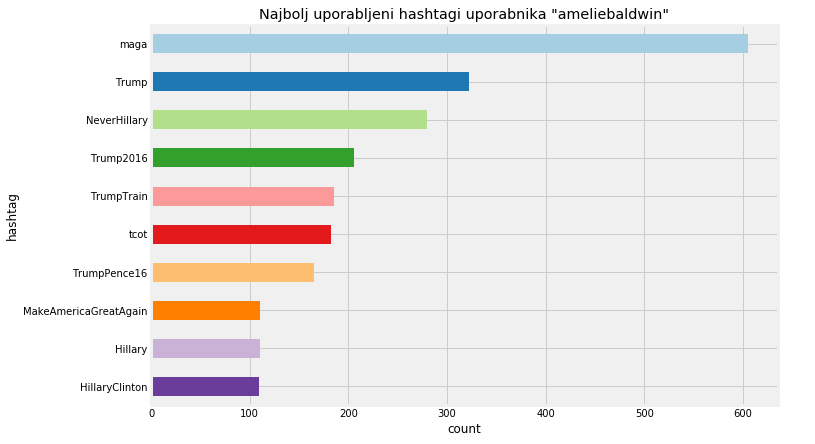 Najbolj uporabljeni hashtagi uporabnika "ameliebaldwin"
hashtag
maga
Trump
NeverHillary
Trump2016
TrumpTrain
tcot
TrumpPence16
MakeAmericaGreatAgain
Hillary
HillaryClinton
0 100 200 300 400 500 600
count